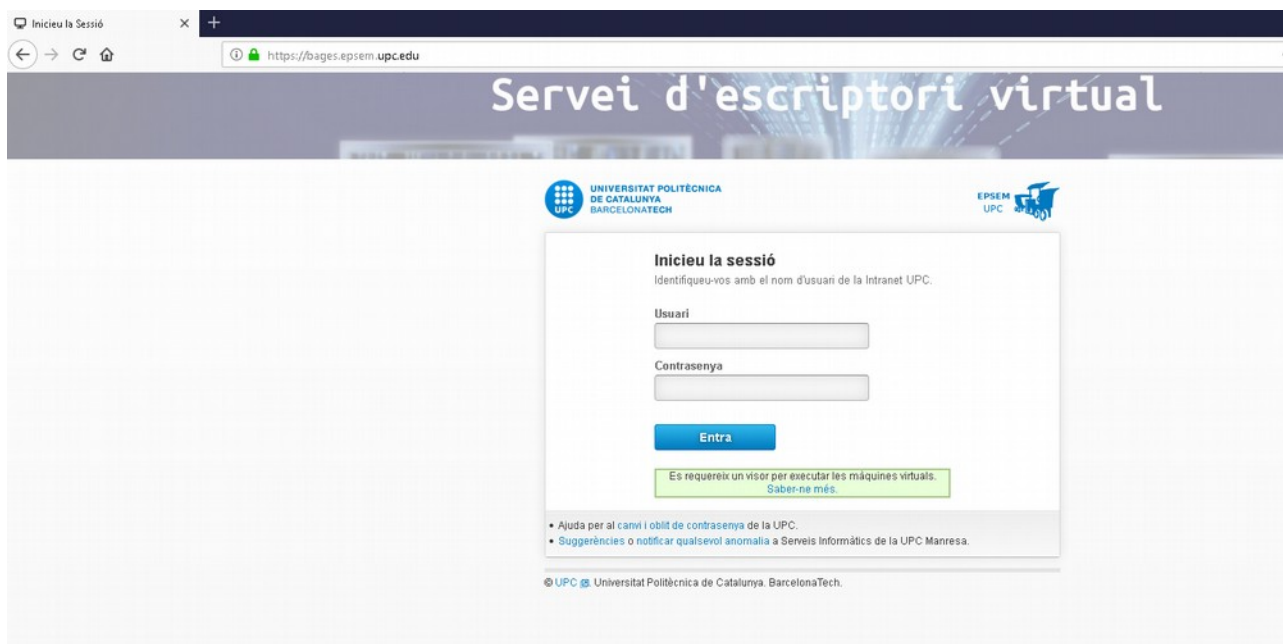 Inicieu la Sessió
https://bages.epsem.upc.edu
Servei d'escriptori virtual
UPC
UNIVERSITAT POLITÈCNICA
DE CATALUNYA
BARCELONATECH
EPSEM
UPC
Inicieu la sessió
Identifiqueu-vos amb el nom d'usuari de la Intranet UPC.
Usuari
Contrasenya
Entra
Es requereix un visor per executar les màquines virtuals.
Saber-ne més.
• Ajuda per al canvi i oblit de contrasenya de la UPC.
• Suggerències o notificar qualsevol anomalia a Serveis Informàtics de la UPC Manresa.
© UPC Universitat Politècnica de Catalunya. BarcelonaTech.